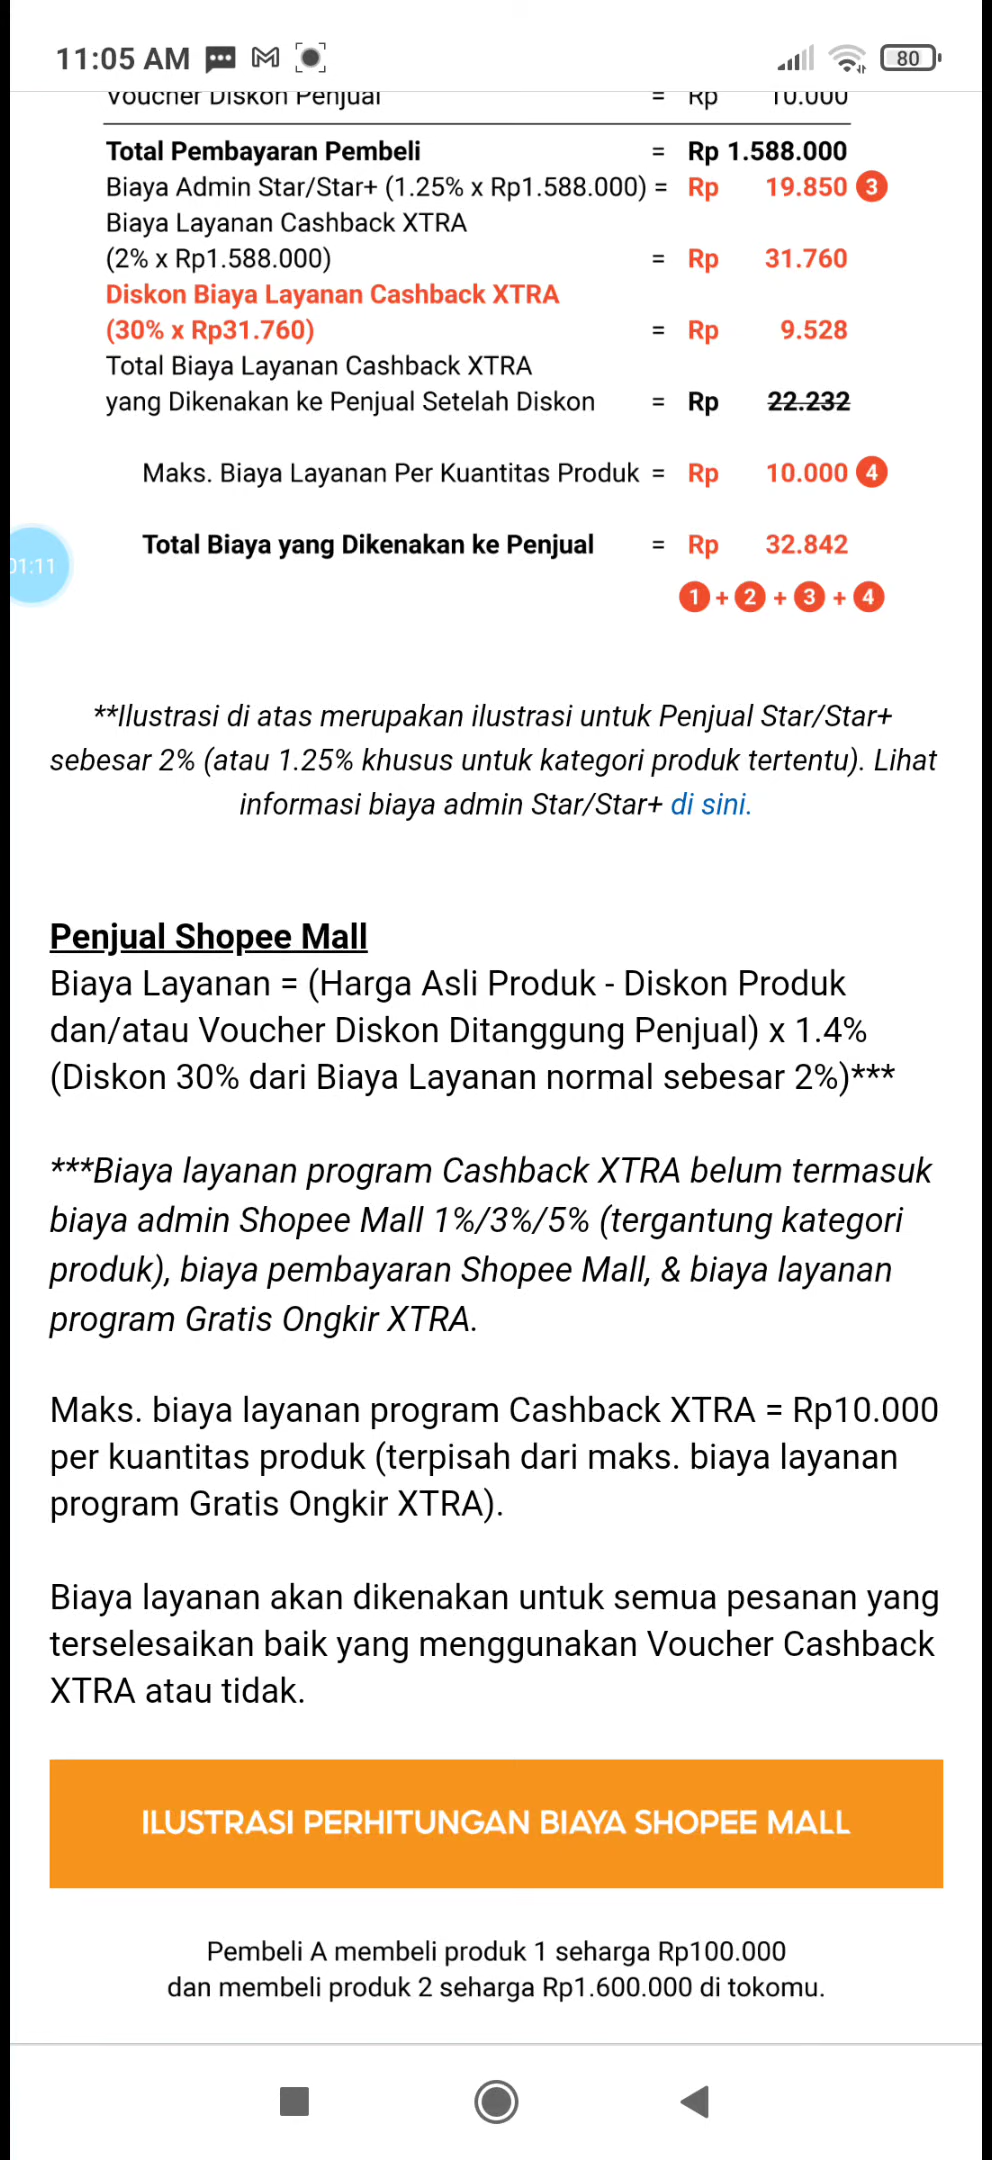 11:05 AM
80
Voucher Diskon Penjual = Rp 10.000
Total Pembayaran Pembeli = Rp 1.588.000
Biaya Admin Star/Star+ (1.25% x Rp1.588.000) = Rp 19.850 3
Biaya Layanan Cashback XTRA
(2% x Rp1.588.000) = Rp 31.760
Diskon Biaya Layanan Cashback XTRA
(30% x Rp31.760) = Rp 9.528
Total Biaya Layanan Cashback XTRA
yang Dikenakan ke Penjual Setelah Diskon = Rp 22.232
Maks. Biaya Layanan Per Kuantitas Produk = Rp 10.000 4
Total Biaya yang Dikenakan ke Penjual = Rp 32.842
01:11
1 + 2 + 3 + 4
**Ilustrasi di atas merupakan ilustrasi untuk Penjual Star/Star+
sebesar 2% (atau 1.25% khusus untuk kategori produk tertentu). Lihat
informasi biaya admin Star/Star+ di sini.
Penjual Shopee Mall
Biaya Layanan = (Harga Asli Produk - Diskon Produk
dan/atau Voucher Diskon Ditanggung Penjual) x 1.4%
(Diskon 30% dari Biaya Layanan normal sebesar 2%)***
***Biaya layanan program Cashback XTRA belum termasuk
biaya admin Shopee Mall 1%/3%/5% (tergantung kategori
produk), biaya pembayaran Shopee Mall, & biaya layanan
program Gratis Ongkir XTRA.
Maks. biaya layanan program Cashback XTRA = Rp10.000
per kuantitas produk (terpisah dari maks. biaya layanan
program Gratis Ongkir XTRA).
Biaya layanan akan dikenakan untuk semua pesanan yang
terselesaikan baik yang menggunakan Voucher Cashback
XTRA atau tidak.
ILUSTRASI PERHITUNGAN BIAYA SHOPEE MALL
Pembeli A membeli produk 1 seharga Rp100.000
dan membeli produk 2 seharga Rp1.600.000 di tokomu.